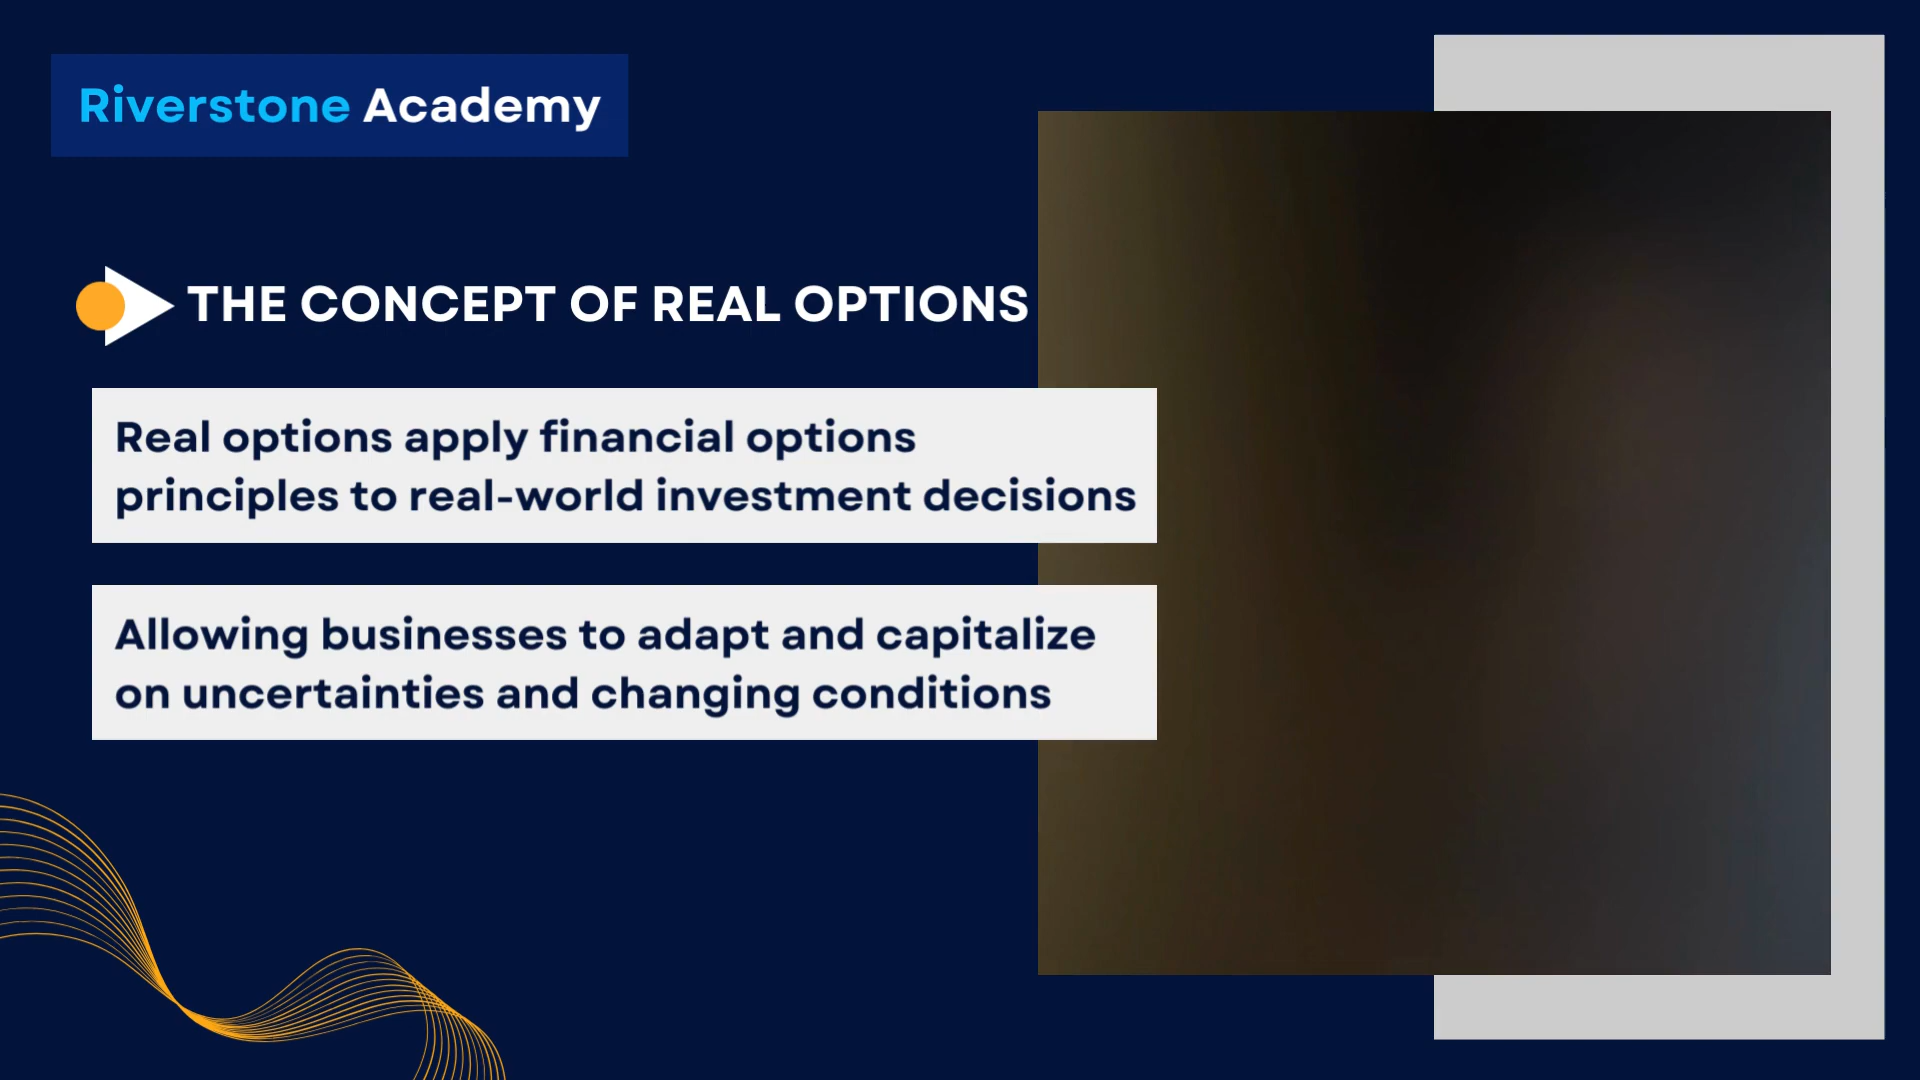 Riverstone Academy
THE CONCEPT OF REAL OPTIONS
Real options apply financial options
principles to real-world investment decisions
Allowing businesses to adapt and capitalize
on uncertainties and changing conditions